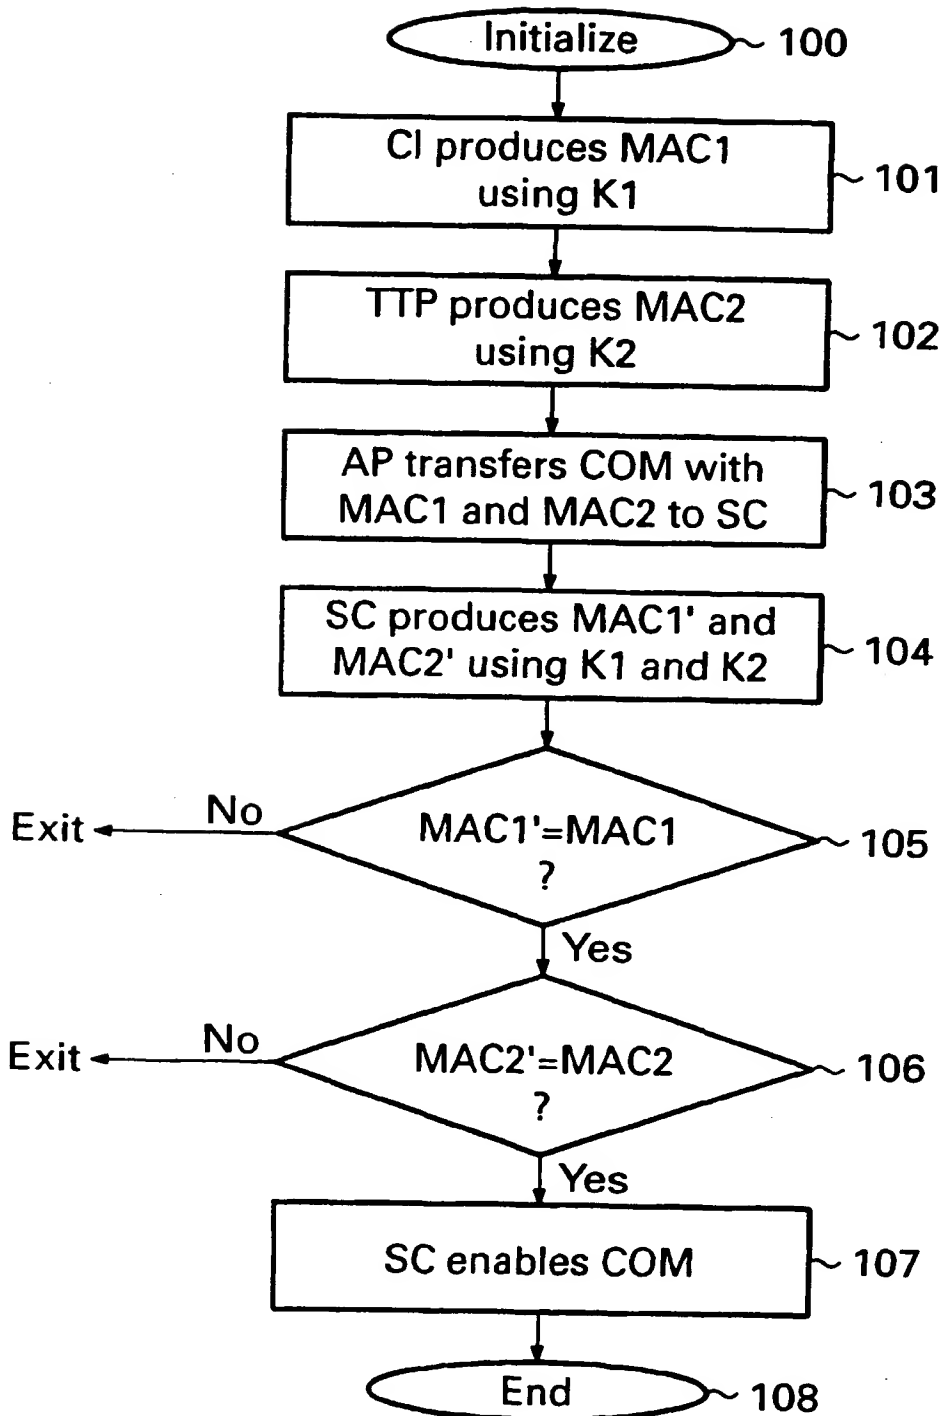 Initialize
100
CI produces MAC1
using K1
101
TTP produces MAC2
using K2
102
AP transfers COM with
MAC1 and MAC2 to SC
103
SC produces MAC1' and
MAC2' using K1 and K2
104
MAC1'=MAC1
?
105
No
Exit
Yes
MAC2'=MAC2
?
106
No
Exit
Yes
SC enables COM
107
End
108